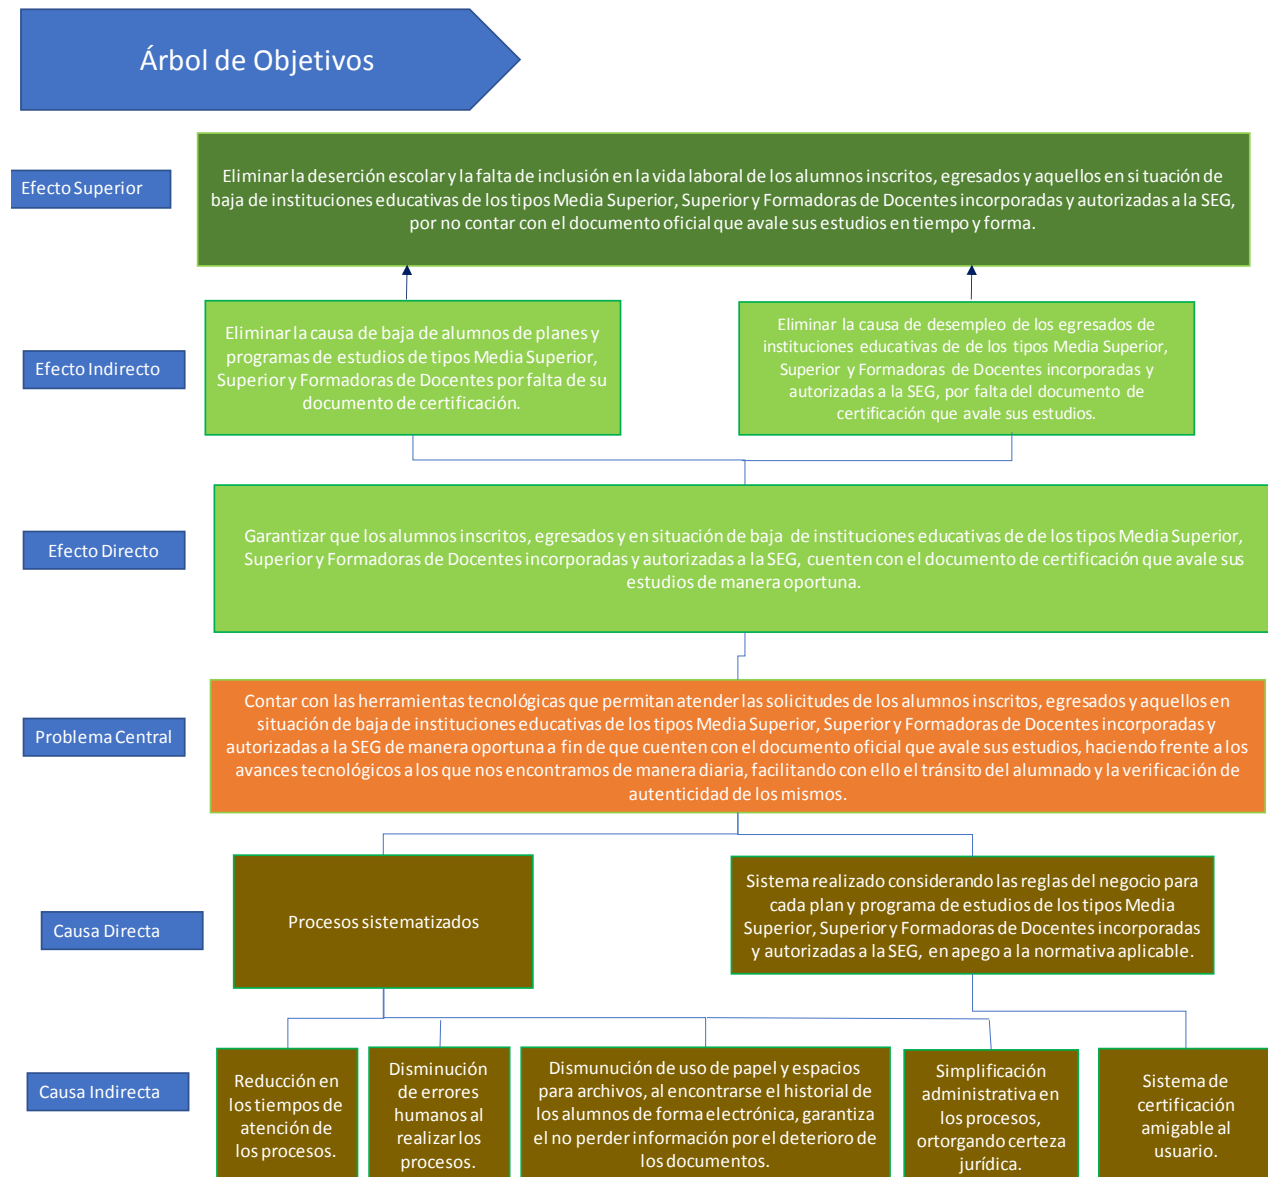 Árbol de Objetivos
Efecto Superior
Eliminar la deserción escolar y la falta de inclusión en la vida laboral de los alumnos inscritos, egresados y aquellos en si tuación de
baja de instituciones educativas de los tipos Media Superior, Superior y Formadoras de Docentes incorporadas y autorizadas a la SEG,
por no contar con el documento oficial que avale sus estudios en tiempo y forma.
Efecto Indirecto
Eliminar la causa de baja de alumnos de planes y
programas de estudios de tipos Media Superior,
Superior y Formadoras de Docentes por falta de su
documento de certificación.
Eliminar la causa de desempleo de los egresados de
instituciones educativas de de los tipos Media Superior,
Superior y Formadoras de Docentes incorporadas y
autorizadas a la SEG, por falta del documento de
certificación que avale sus estudios.
Efecto Directo
Garantizar que los alumnos inscritos, egresados y en situación de baja de instituciones educativas de de los tipos Media Superior,
Superior y Formadoras de Docentes incorporadas y autorizadas a la SEG, cuenten con el documento de certificación que avale sus
estudios de manera oportuna.
Problema Central
Contar con las herramientas tecnológicas que permitan atender las solicitudes de los alumnos inscritos, egresados y aquellos en
situación de baja de instituciones educativas de los tipos Media Superior, Superior y Formadoras de Docentes incorporadas y
autorizadas a la SEG de manera oportuna a fin de que cuenten con el documento oficial que avale sus estudios, haciendo frente a los
avances tecnológicos a los que nos encontramos de manera diaria, facilitando con ello el tránsito del alumnado y la verificación de
autenticidad de los mismos.
Causa Directa
Procesos sistematizados
Sistema realizado considerando las reglas del negocio para
cada plan y programa de estudios de los tipos Media
Superior, Superior y Formadoras de Docentes incorporadas
y autorizadas a la SEG, en apego a la normativa aplicable.
Causa Indirecta
Reducción en
los tiempos de
atención de
los procesos.
Disminución
de errores
humanos al
realizar los
procesos.
Dismunución de uso de papel y espacios
para archivos, al encontrarse el historial de
los alumnos de forma electrónica, garantiza
el no perder información por el deterioro de
los documentos.
Simplificación
administrativa en
los procesos,
ortorgando certeza
jurídica.
Sistema de
certificación
amigable al
usuario.